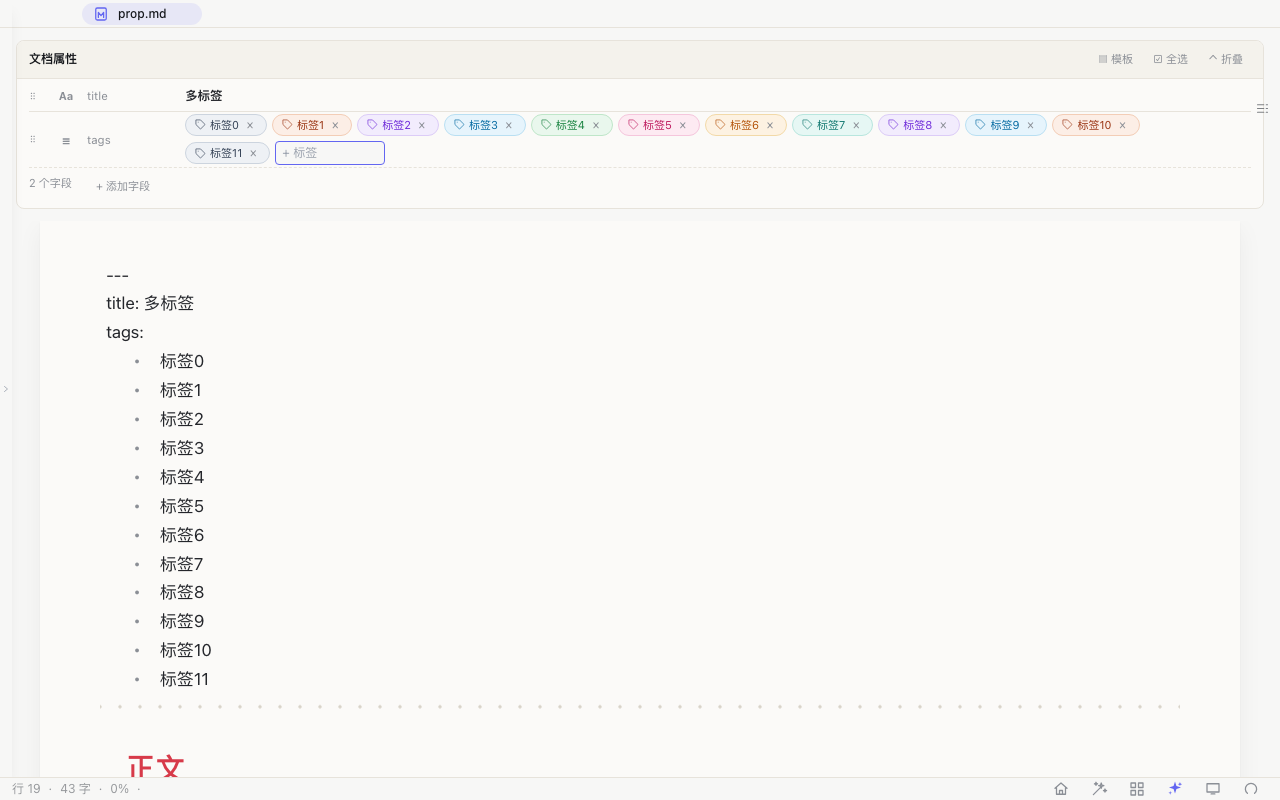 prop.md
文档属性 模板 全选 折叠
Aa title 多标签
tags 标签0 × 标签1 × 标签2 × 标签3 × 标签4 × 标签5 × 标签6 × 标签7 × 标签8 × 标签9 × 标签10 ×
标签11 × + 标签
2 个字段 + 添加字段
---
title: 多标签
tags:
• 标签0
• 标签1
• 标签2
• 标签3
• 标签4
• 标签5
• 标签6
• 标签7
• 标签8
• 标签9
• 标签10
• 标签11
正文
行 19 · 43 字 · 0% ·